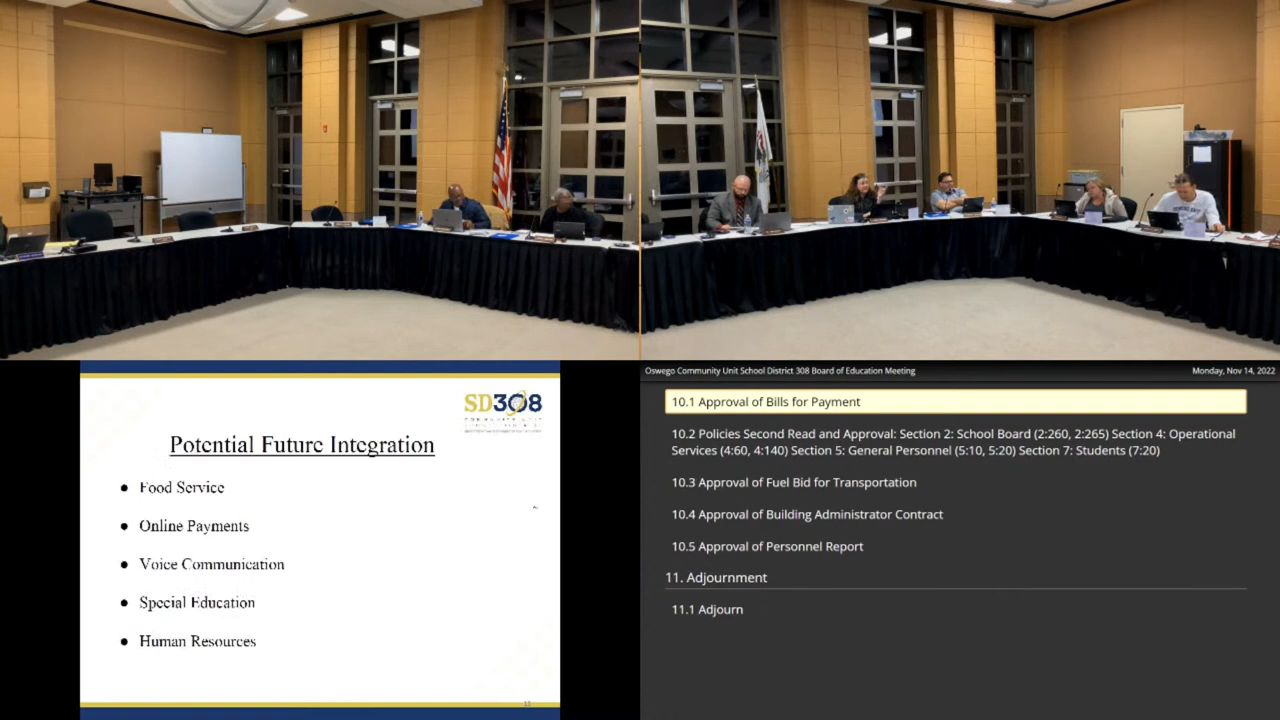 SD308
Potential Future Integration
Food Service
Online Payments
Voice Communication
Special Education
Human Resources
Oswego Community Unit School District 308 Board of Education Meeting
Monday, Nov 14, 2022
10.1 Approval of Bills for Payment
10.2 Policies Second Read and Approval: Section 2: School Board (2:260, 2:265) Section 4: Operational
Services (4:60, 4:140) Section 5: General Personnel (5:10, 5:20) Section 7: Students (7:20)
10.3 Approval of Fuel Bid for Transportation
10.4 Approval of Building Administrator Contract
10.5 Approval of Personnel Report
11. Adjournment
11.1 Adjourn